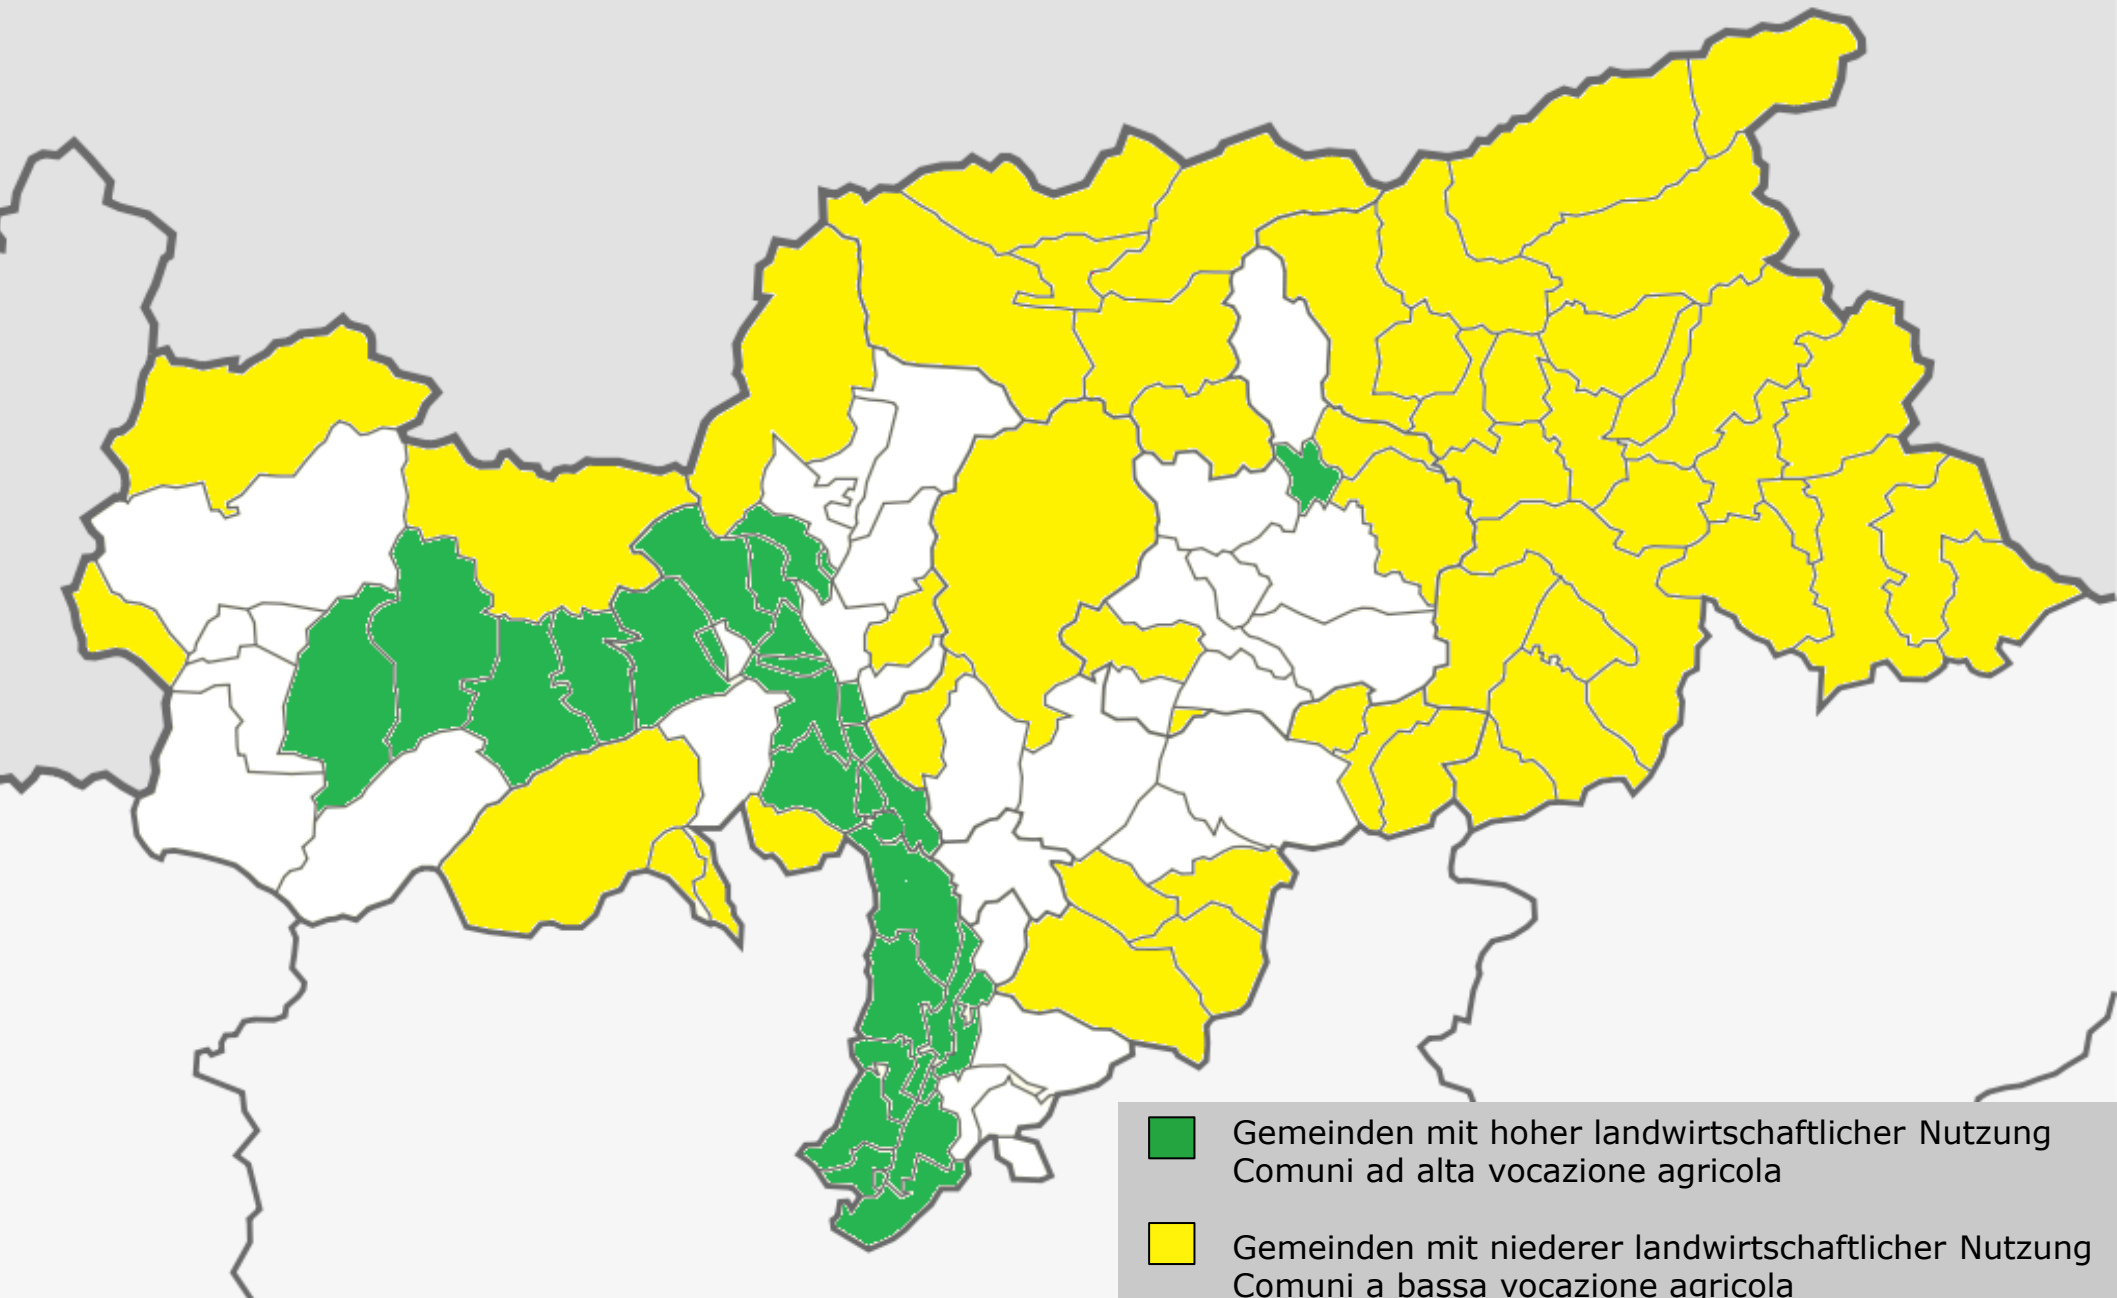 Gemeinden mit hoher landwirtschaftlicher Nutzung
Comuni ad alta vocazione agricola
Gemeinden mit niederer landwirtschaftlicher Nutzung
Comuni a bassa vocazione agricola